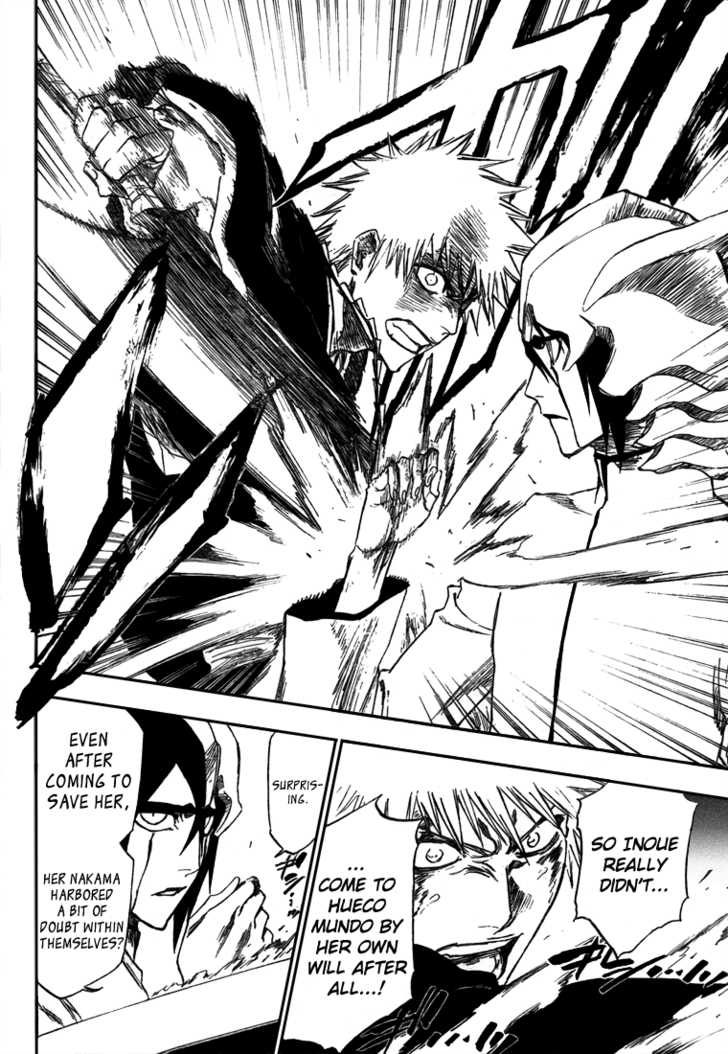 SO INOUE
REALLY
DIDN'T...
...
COME TO
HUECO
MUNDO BY
HER OWN
WILL AFTER
ALL...!
SURPRIS-
ING.
EVEN
AFTER
COMING TO
SAVE HER,
HER NAKAMA
HARBORED
A BIT OF
DOUBT WITHIN
THEMSELVES?